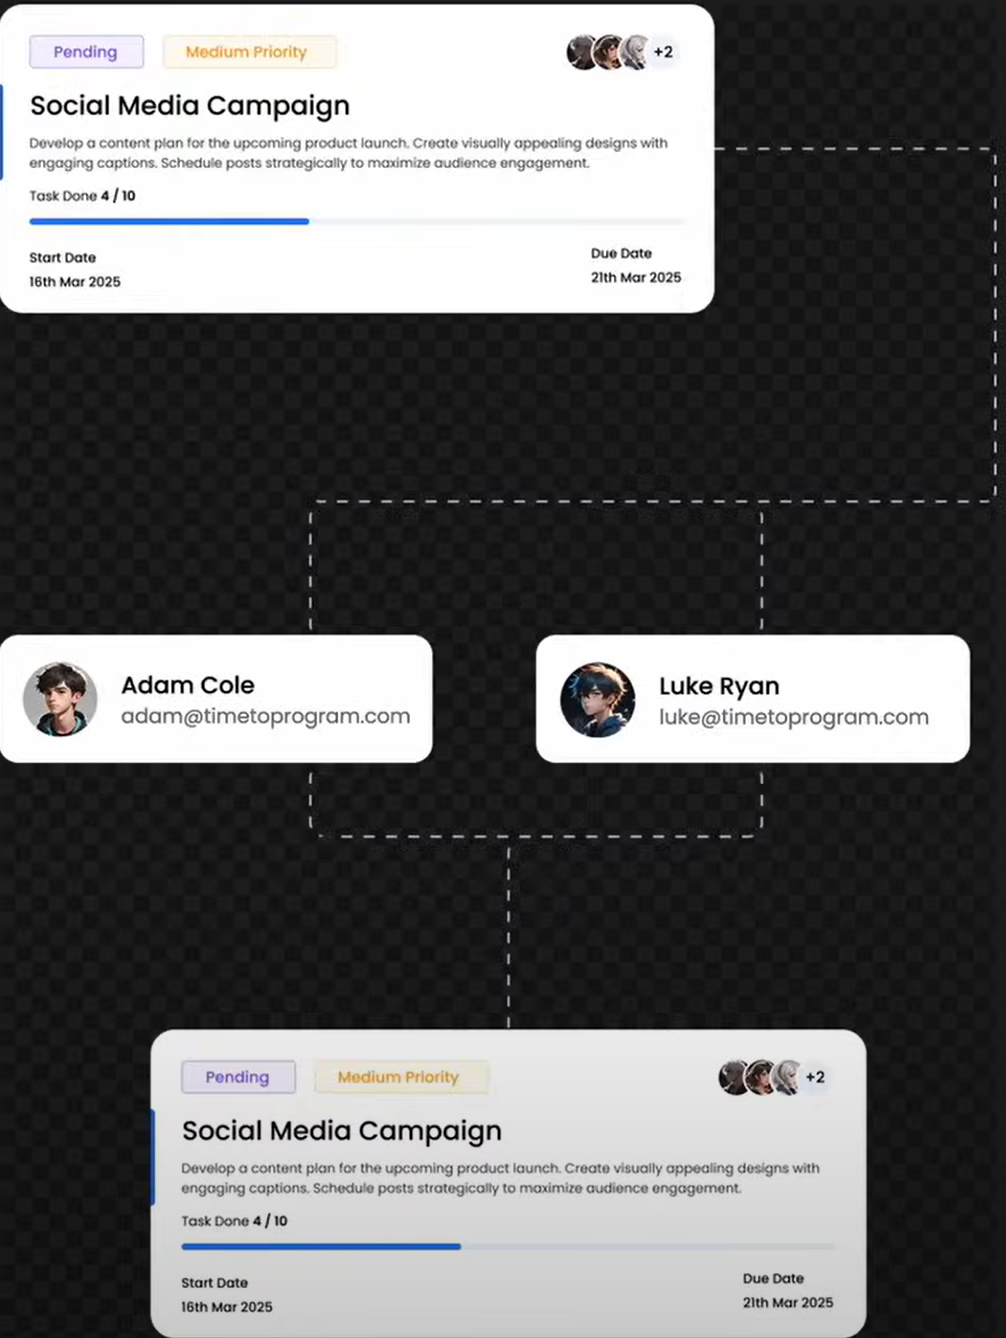 Pending
Medium Priority
+2
Social Media Campaign
Develop a content plan for the upcoming product launch. Create visually appealing designs with
engaging captions. Schedule posts strategically to maximize audience engagement.
Task Done 4 / 10
Start Date
Due Date
16th Mar 2025
21th Mar 2025
Adam Cole
adam@timetoprogram.com
Luke Ryan
luke@timetoprogram.com
Pending
Medium Priority
+2
Social Media Campaign
Develop a content plan for the upcoming product launch. Create visually appealing designs with
engaging captions. Schedule posts strategically to maximize audience engagement.
Task Done 4 / 10
Start Date
Due Date
16th Mar 2025
21th Mar 2025